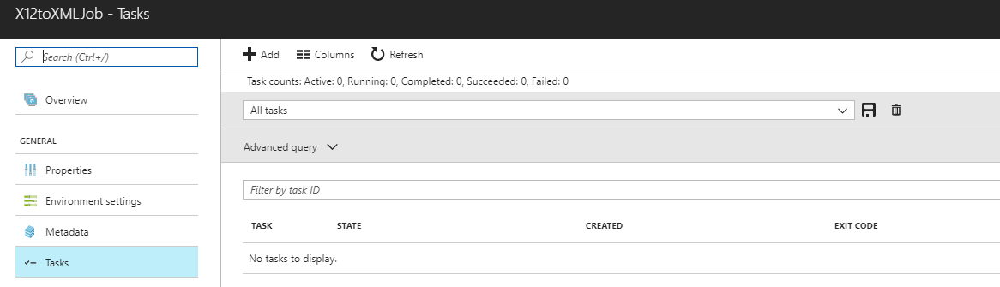 X12toXMLJob - Tasks
Search (Ctrl+/)
Overview
GENERAL
Properties
Environment settings
Metadata
Tasks
Add Columns Refresh
Task counts: Active: 0, Running: 0, Completed: 0, Succeeded: 0, Failed: 0
All tasks
Advanced query
Filter by task ID
TASK STATE CREATED EXIT CODE
No tasks to display.